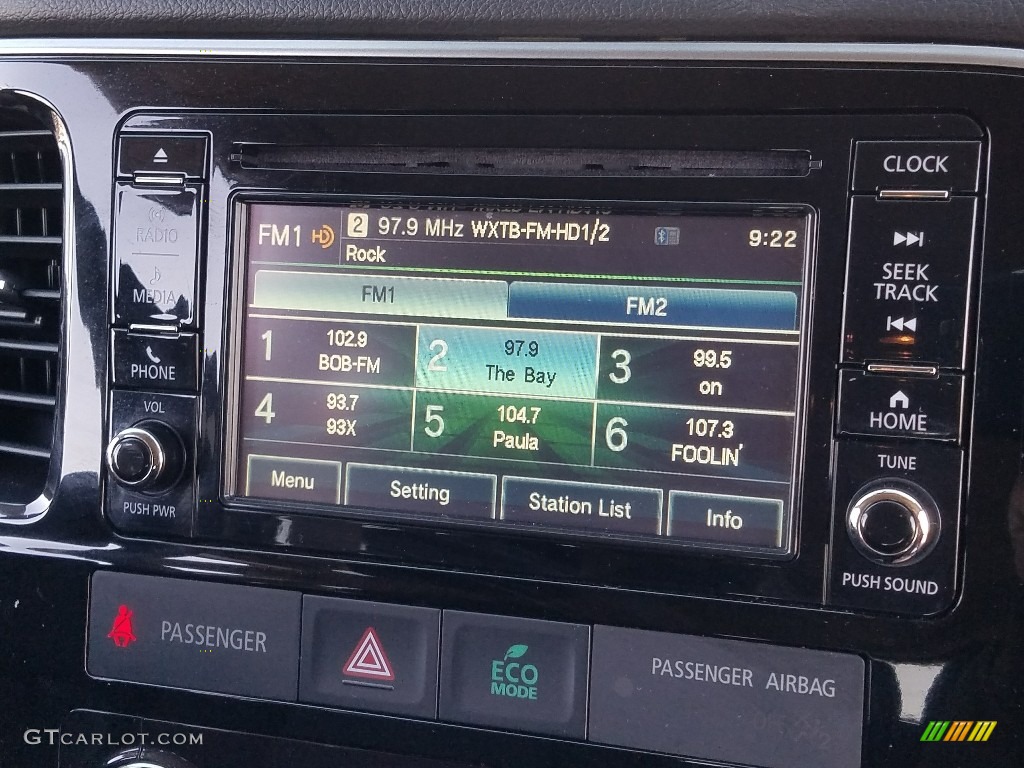 CLOCK
RADIO
MEDIA
PHONE
VOL
PUSH PWR
FM1 HD 2 97.9 MHz WXTB-FM-HD1/2 9:22
Rock
FM1 FM2
1 102.9 BOB-FM
2 97.9 The Bay
3 99.5 on
4 93.7 93X
5 104.7 Paula
6 107.3 FOOLIN'
Menu Setting Station List Info
SEEK
TRACK
HOME
TUNE
PUSH SOUND
PASSENGER
ECO
MODE
PASSENGER AIRBAG
GTCARLOT.COM